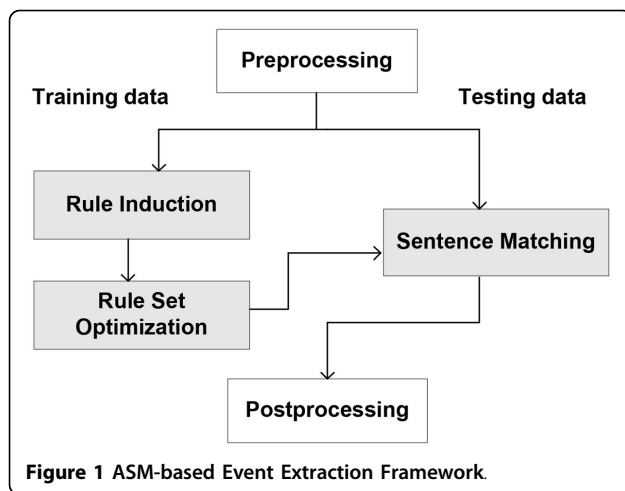 Preprocessing
Training data
Testing data
Rule Induction
Sentence Matching
Rule Set
Optimization
Postprocessing
Figure 1 ASM-based Event Extraction Framework.